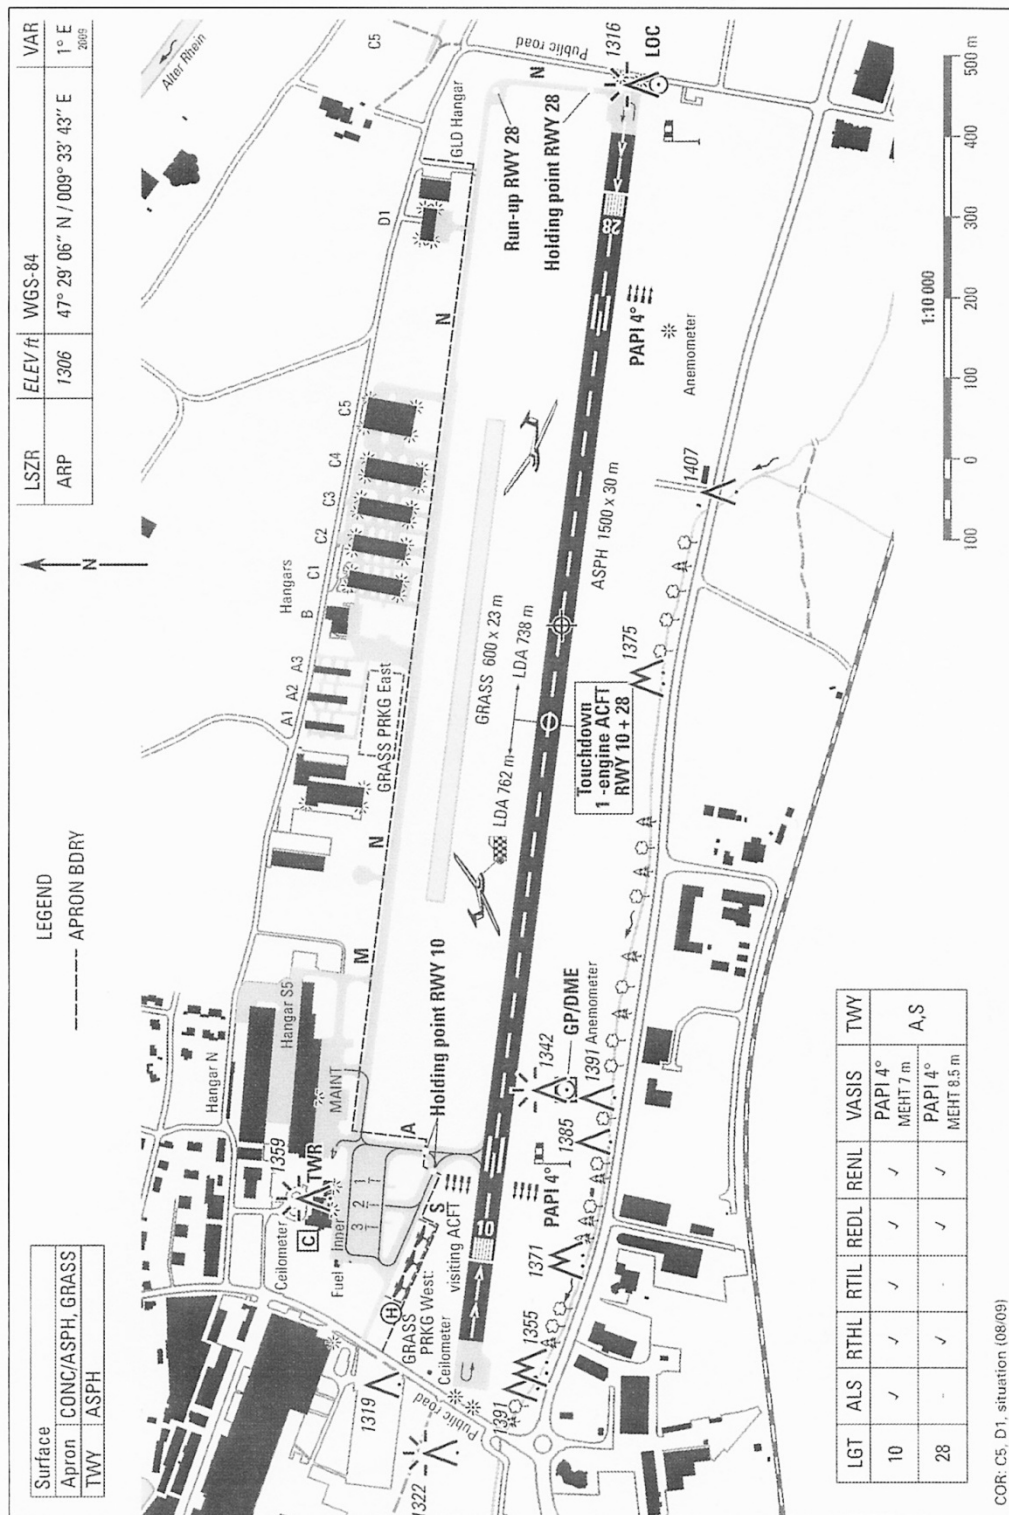 Surface
Apron CONC/ASPH, GRASS
TWY ASPH
LEGEND
APRON BDRY
N
LSZR ELEV ft WGS-84 VAR
ARP 1306 47° 29′ 06″ N / 009° 33′ 43″ E 1° E
2009
Alter Rhein
C5
Public road
1316
LOC
N
GLD Hangar
D1
Run-up RWY 28
Holding point RWY 28
28
PAPI 4°
Anemometer
N
C5
C4
C3
C2
C1
Hangars
B
A3
A2
A1
GRASS PRKG East
GRASS 600 x 23 m
ASPH 1500 x 30 m
1407
LDA 762 m
LDA 738 m
Touchdown
1 -engine ACFT
RWY 10 + 28
1375
N
M
Hangar N
Hangar S5
MAINT
Holding point RWY 10
A
1359
TWR
Ceilometer
C
Fuel
Inner
3 2 1
T T T
S
H
GRASS
PRKG West:
visiting ACFT
Ceilometer
10
1342
GP/DME
1391 Anemometer
1385
PAPI 4°
1371
1355
1391
1319
Public road
1322
1:10 000
100 0 100 200 300 400 500 m
LGT ALS RTHL RTIL REDL RENL VASIS TWY
10 ✓ ✓ ✓ ✓ ✓ PAPI 4° A,S
MEHT 7 m
28 - ✓ - ✓ ✓ PAPI 4°
MEHT 8.5 m
COR: C5, D1, situation (08/09)